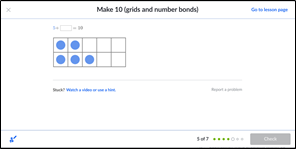 Make 10 (grids and number bonds)
Go to lesson page
5 + = 10
Stuck? Watch a video or use a hint.
Report a problem
5 of 7
Check